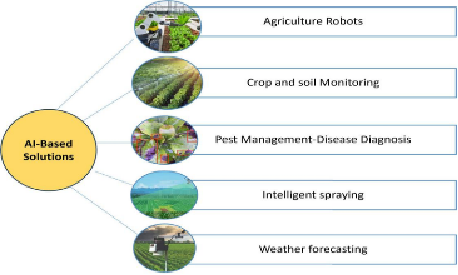 Agriculture Robots
Crop and soil Monitoring
AI-Based
Solutions
Pest Management-Disease Diagnosis
Intelligent spraying
Weather forecasting